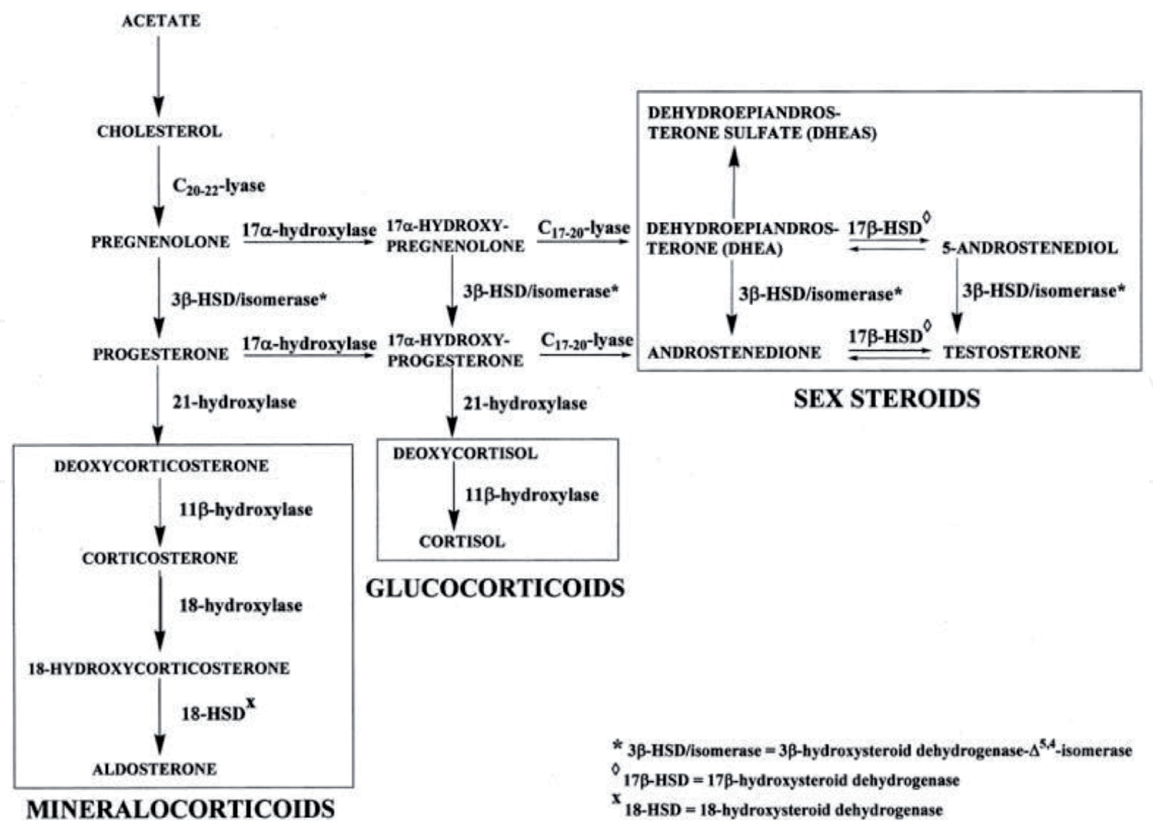 ACETATE
CHOLESTEROL
C20-22-lyase
PREGNENOLONE
17α-hydroxylase
17α-HYDROXY-
PREGNENOLONE
C17-20-lyase
DEHYDROEPIANDROS-
TERONE SULFATE (DHEAS)
DEHYDROEPIANDROS-
TERONE (DHEA)
17β-HSD◊
5-ANDROSTENEDIOL
3β-HSD/isomerase*
3β-HSD/isomerase*
3β-HSD/isomerase*
3β-HSD/isomerase*
PROGESTERONE
17α-hydroxylase
17α-HYDROXY-
PROGESTERONE
C17-20-lyase
ANDROSTENEDIONE
17β-HSD◊
TESTOSTERONE
SEX STEROIDS
21-hydroxylase
21-hydroxylase
DEOXYCORTICOSTERONE
11β-hydroxylase
CORTICOSTERONE
18-hydroxylase
18-HYDROXYCORTICOSTERONE
18-HSDx
ALDOSTERONE
MINERALOCORTICOIDS
DEOXYCORTISOL
11β-hydroxylase
CORTISOL
GLUCOCORTICOIDS
* 3β-HSD/isomerase = 3β-hydroxysteroid dehydrogenase-Δ5,4-isomerase
◊ 17β-HSD = 17β-hydroxysteroid dehydrogenase
x 18-HSD = 18-hydroxysteroid dehydrogenase